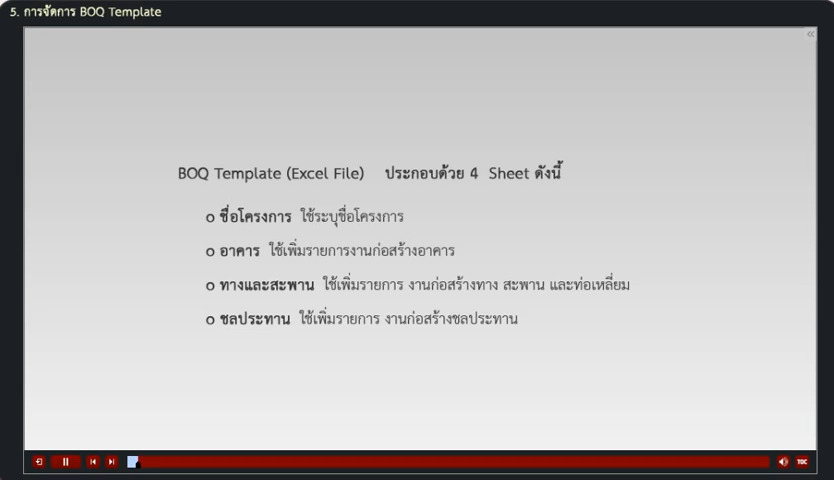 5. การจัดการ BOQ Template
BOQ Template (Excel File) ประกอบด้วย 4 Sheet ดังนี้
o ชื่อโครงการ ใช้ระบุชื่อโครงการ
o อาคาร ใช้เพิ่มรายการงานก่อสร้างอาคาร
o ทางและสะพาน ใช้เพิ่มรายการ งานก่อสร้างทาง สะพาน และท่อเหลี่ยม
o ชลประทาน ใช้เพิ่มรายการ งานก่อสร้างชลประทาน
TOC